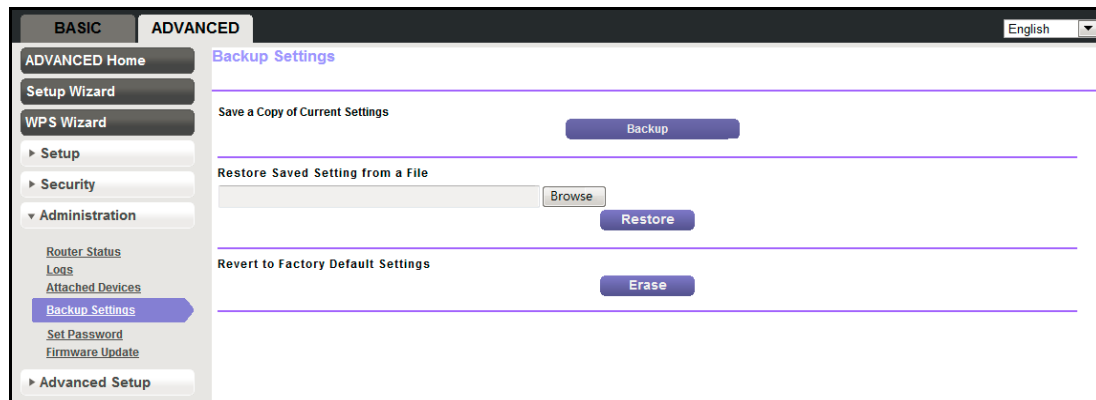 BASIC
ADVANCED
English
ADVANCED Home
Setup Wizard
WPS Wizard
Setup
Security
Administration
Router Status
Logs
Attached Devices
Backup Settings
Set Password
Firmware Update
Advanced Setup
Backup Settings
Save a Copy of Current Settings
Backup
Restore Saved Setting from a File
Browse
Restore
Revert to Factory Default Settings
Erase